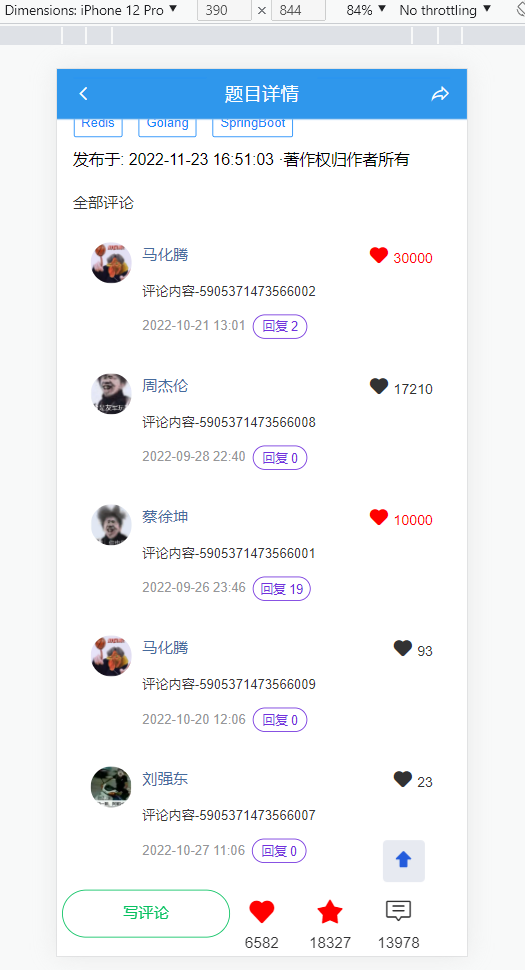 Dimensions: iPhone 12 Pro ▼ 390 × 844 84% ▼ No throttling ▼
题目详情
Redis Golang SpringBoot
发布于: 2022-11-23 16:51:03 ·著作权归作者所有
全部评论
马化腾 30000
评论内容-5905371473566002
2022-10-21 13:01 回复 2
周杰伦 17210
评论内容-5905371473566008
2022-09-28 22:40 回复 0
蔡徐坤 10000
评论内容-5905371473566001
2022-09-26 23:46 回复 19
马化腾 93
评论内容-5905371473566009
2022-10-20 12:06 回复 0
刘强东 23
评论内容-5905371473566007
2022-10-27 11:06 回复 0
写评论
6582 18327 13978